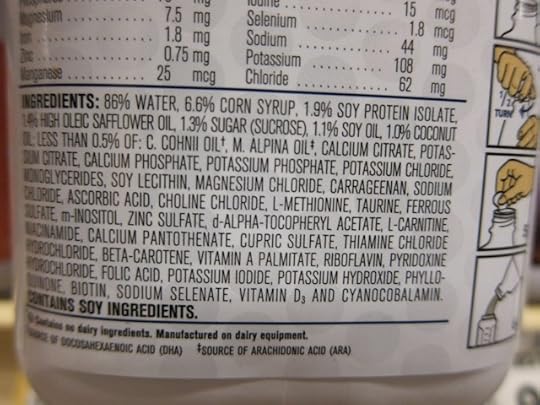 Iodine 15 mcg
Magnesium 7.5 mg Selenium 1.8 mcg
Iron 1.8 mg Sodium 44 mg
Zinc 0.75 mg Potassium 108 mg
Manganese 25 mcg Chloride 62 mg
INGREDIENTS: 86% WATER, 6.6% CORN SYRUP, 1.9% SOY PROTEIN ISOLATE,
1.4% HIGH OLEIC SAFFLOWER OIL, 1.3% SUGAR (SUCROSE), 1.1% SOY OIL, 1.0% COCONUT
OIL; LESS THAN 0.5% OF: C. COHNII OIL†, M. ALPINA OIL‡, CALCIUM CITRATE, POTAS-
SIUM CITRATE, CALCIUM PHOSPHATE, POTASSIUM PHOSPHATE, POTASSIUM CHLORIDE,
MONOGLYCERIDES, SOY LECITHIN, MAGNESIUM CHLORIDE, CARRAGEENAN, SODIUM
CHLORIDE, ASCORBIC ACID, CHOLINE CHLORIDE, L-METHIONINE, TAURINE, FERROUS
SULFATE, m-INOSITOL, ZINC SULFATE, d-ALPHA-TOCOPHERYL ACETATE, L-CARNITINE,
NIACINAMIDE, CALCIUM PANTOTHENATE, CUPRIC SULFATE, THIAMINE CHLORIDE
HYDROCHLORIDE, BETA-CAROTENE, VITAMIN A PALMITATE, RIBOFLAVIN, PYRIDOXINE
HYDROCHLORIDE, FOLIC ACID, POTASSIUM IODIDE, POTASSIUM HYDROXIDE, PHYLLO-
QUINONE, BIOTIN, SODIUM SELENATE, VITAMIN D3 AND CYANOCOBALAMIN.
CONTAINS SOY INGREDIENTS.
Contains no dairy ingredients. Manufactured on dairy equipment.
SOURCE OF DOCOSAHEXAENOIC ACID (DHA) ‡SOURCE OF ARACHIDONIC ACID (ARA)
1/2
TURN